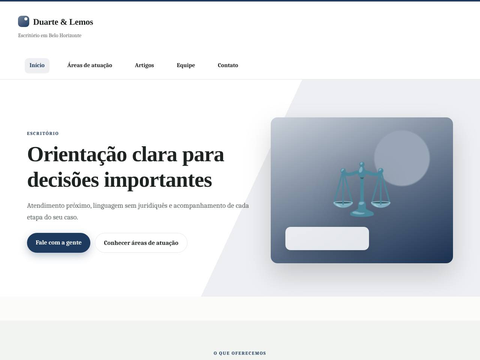 Duarte & Lemos
Escritório em Belo Horizonte
Início
Áreas de atuação
Artigos
Equipe
Contato
ESCRITÓRIO
Orientação clara para
decisões importantes
Atendimento próximo, linguagem sem juridiquês e acompanhamento de cada
etapa do seu caso.
Fale com a gente
Conhecer áreas de atuação
O QUE OFERECEMOS